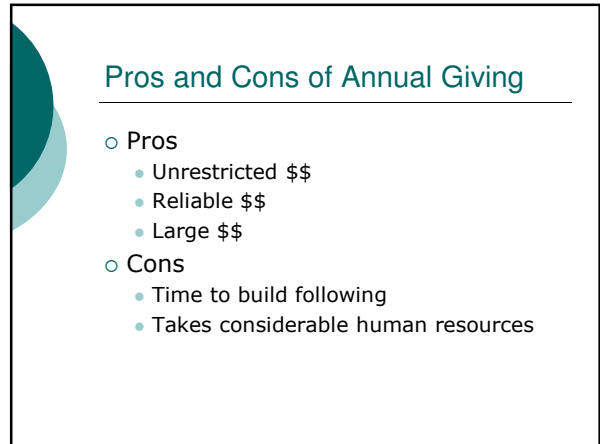 Pros and Cons of Annual Giving
Pros
Unrestricted $$
Reliable $$
Large $$
Cons
Time to build following
Takes considerable human resources